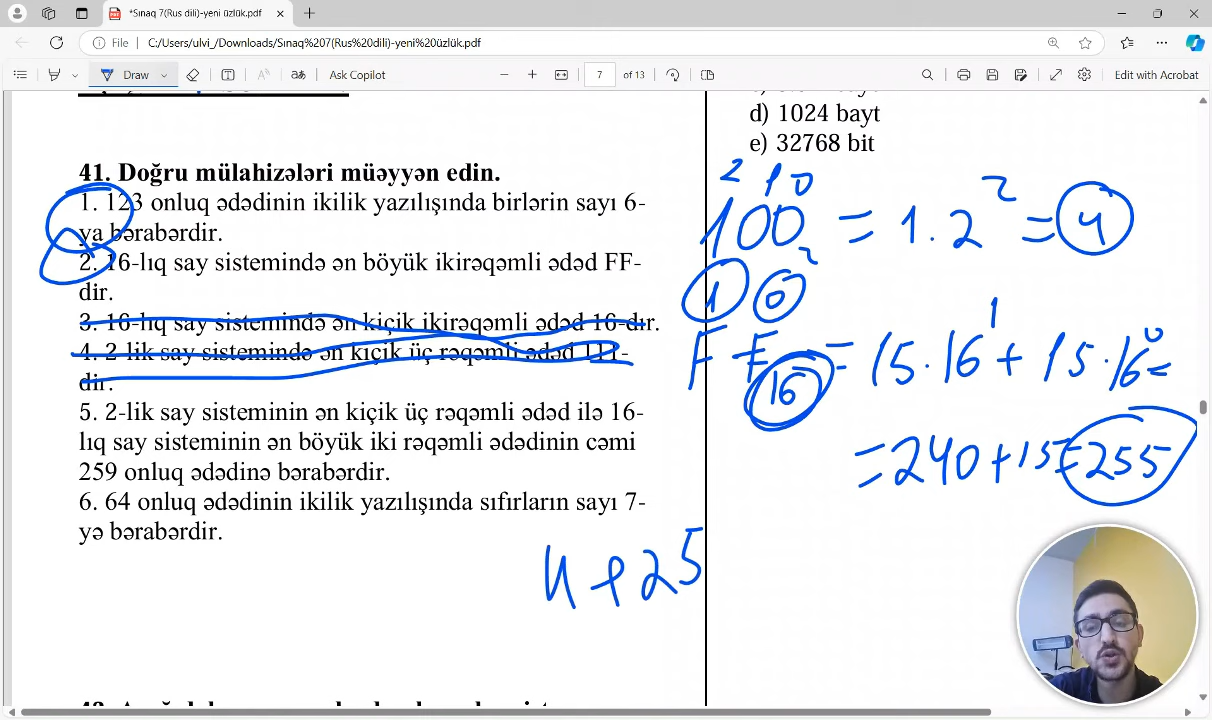 *Sınaq 7(Rus dili)-yeni üzlük.pdf
File C:/Users/ulvi_/Downloads/Sınaq%207(Rus%20dili)-yeni%20üzlük.pdf
Draw Ask Copilot 7 of 13 Edit with Acrobat
41. Doğru mülahizələri müəyyən edin.
1. 123 onluq ədədinin ikilik yazılışında birlərin sayı 6-
ya bərabərdir.
2. 16-lıq say sistemində ən böyük ikirəqəmli ədəd FF-
dir.
3. 16-lıq say sistemində ən kiçik ikirəqəmli ədəd 16-dır.
4. 2-lik say sistemində ən kiçik üç rəqəmli ədəd 111-
dir.
5. 2-lik say sisteminin ən kiçik üç rəqəmli ədəd ilə 16-
lıq say sisteminin ən böyük iki rəqəmli ədədinin cəmi
259 onluq ədədinə bərabərdir.
6. 64 onluq ədədinin ikilik yazılışında sıfırların sayı 7-
yə bərabərdir.
4+25
d) 1024 bayt
e) 32768 bit
2 1 0
100₂ = 1.2² = 4
1 0
FF₁₆ = 15.16¹ + 15.16⁰ =
= 240 + 15 = 255